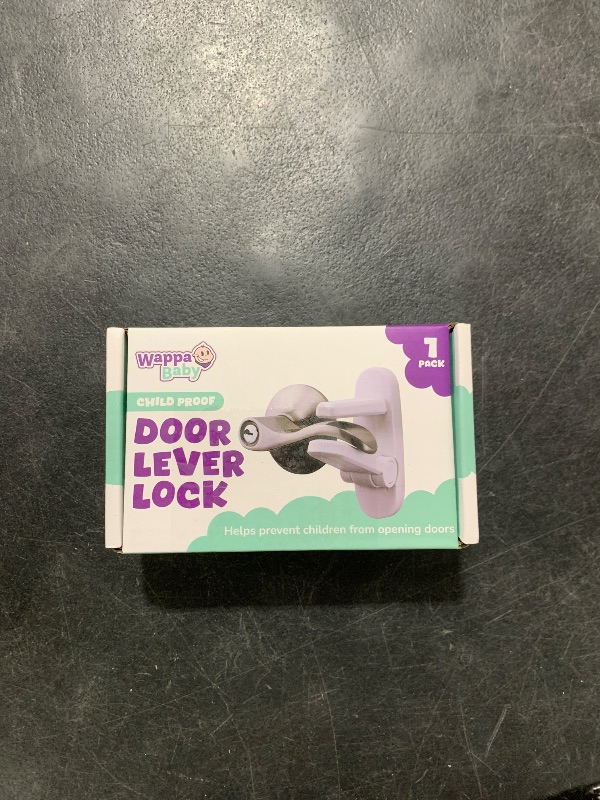 Wappa
Baby
1
PACK
CHILD PROOF
DOOR
LEVER
LOCK
Helps prevent children from opening doors